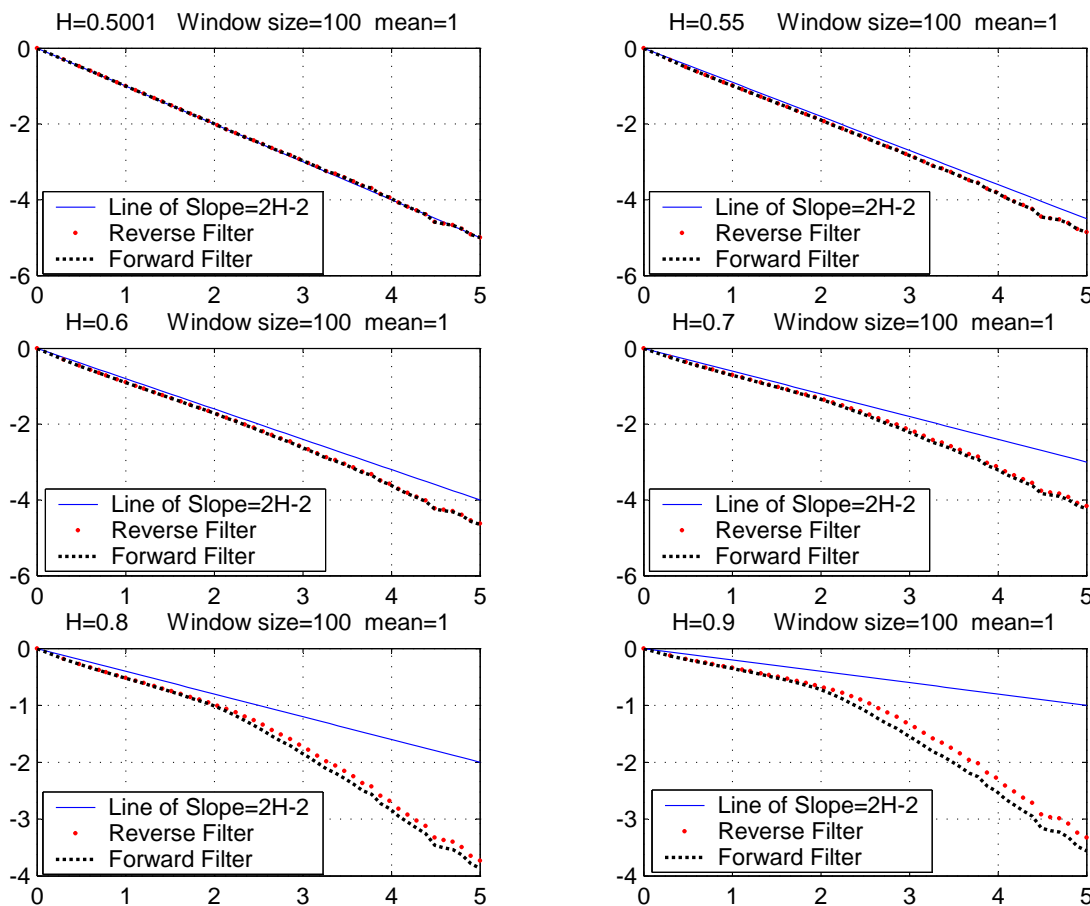 H=0.5001 Window size=100 mean=1
0
-2
-4
-6
Line of Slope=2H-2
Reverse Filter
Forward Filter
0 1 2 3 4 5
H=0.55 Window size=100 mean=1
0
-2
-4
-6
Line of Slope=2H-2
Reverse Filter
Forward Filter
0 1 2 3 4 5
H=0.6 Window size=100 mean=1
0
-2
-4
-6
Line of Slope=2H-2
Reverse Filter
Forward Filter
0 1 2 3 4 5
H=0.7 Window size=100 mean=1
0
-2
-4
-6
Line of Slope=2H-2
Reverse Filter
Forward Filter
0 1 2 3 4 5
H=0.8 Window size=100 mean=1
0
-1
-2
-3
-4
Line of Slope=2H-2
Reverse Filter
Forward Filter
0 1 2 3 4 5
H=0.9 Window size=100 mean=1
0
-1
-2
-3
-4
Line of Slope=2H-2
Reverse Filter
Forward Filter
0 1 2 3 4 5